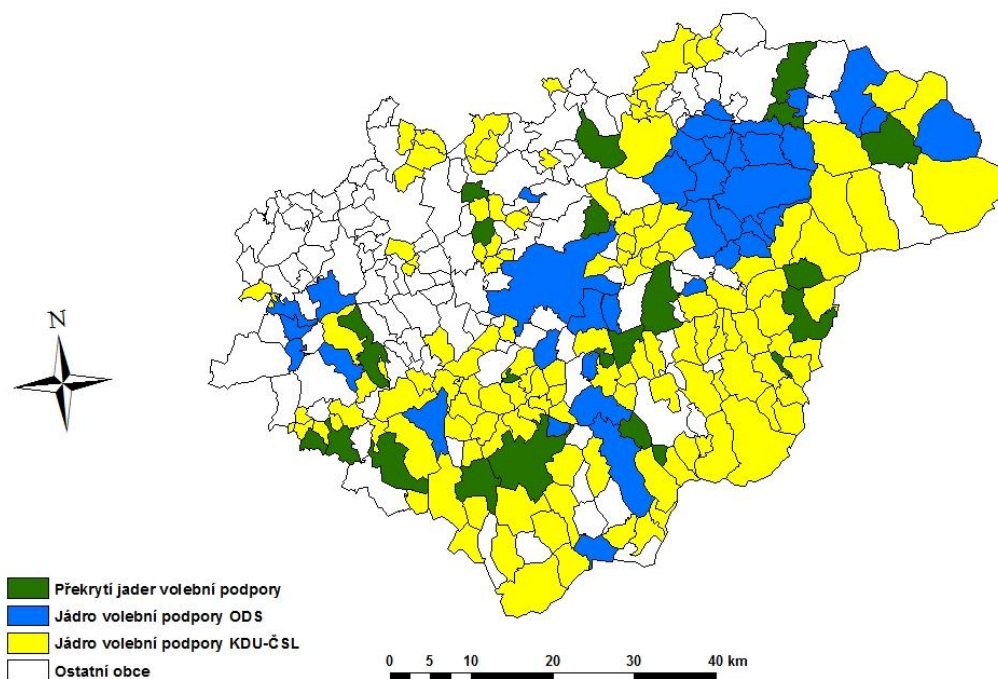 N
Překrytí jader volební podpory
Jádro volební podpory ODS
Jádro volební podpory KDU-ČSL
Ostatní obce
0 5 10 20 30 40 km